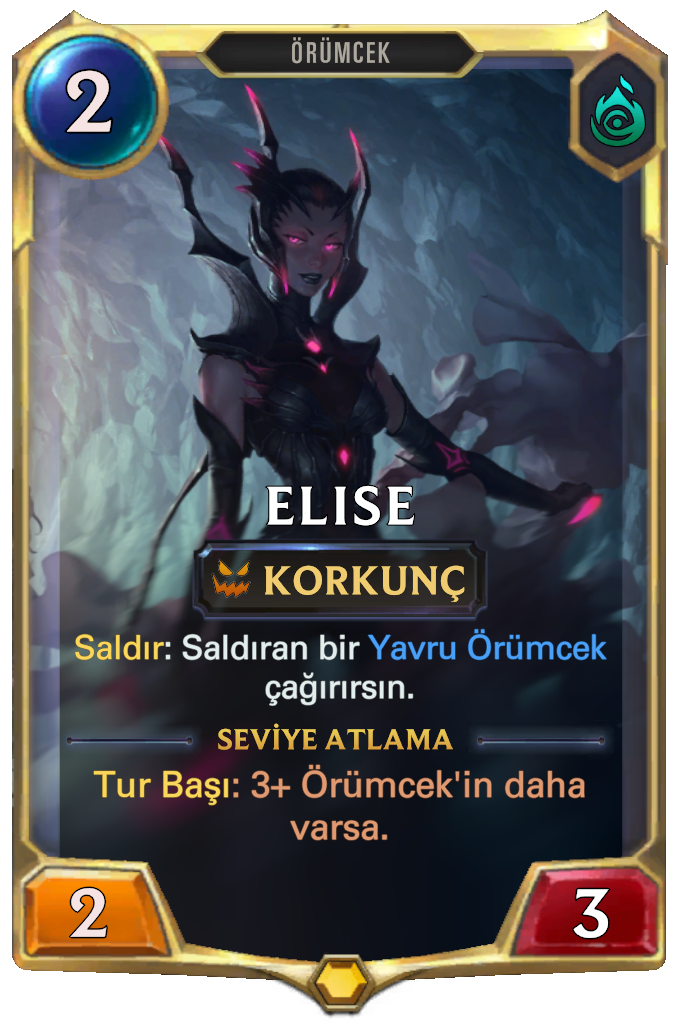 ÖRÜMCEK
2
ELISE
KORKUNÇ
Saldır: Saldıran bir Yavru Örümcek
çağırırsın.
SEVİYE ATLAMA
Tur Başı: 3+ Örümcek'in daha
varsa.
2
3